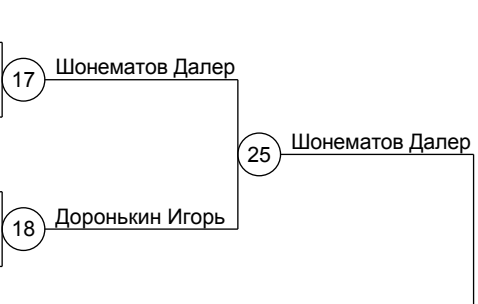 17 Шонематов Далер
25 Шонематов Далер
18 Доронькин Игорь